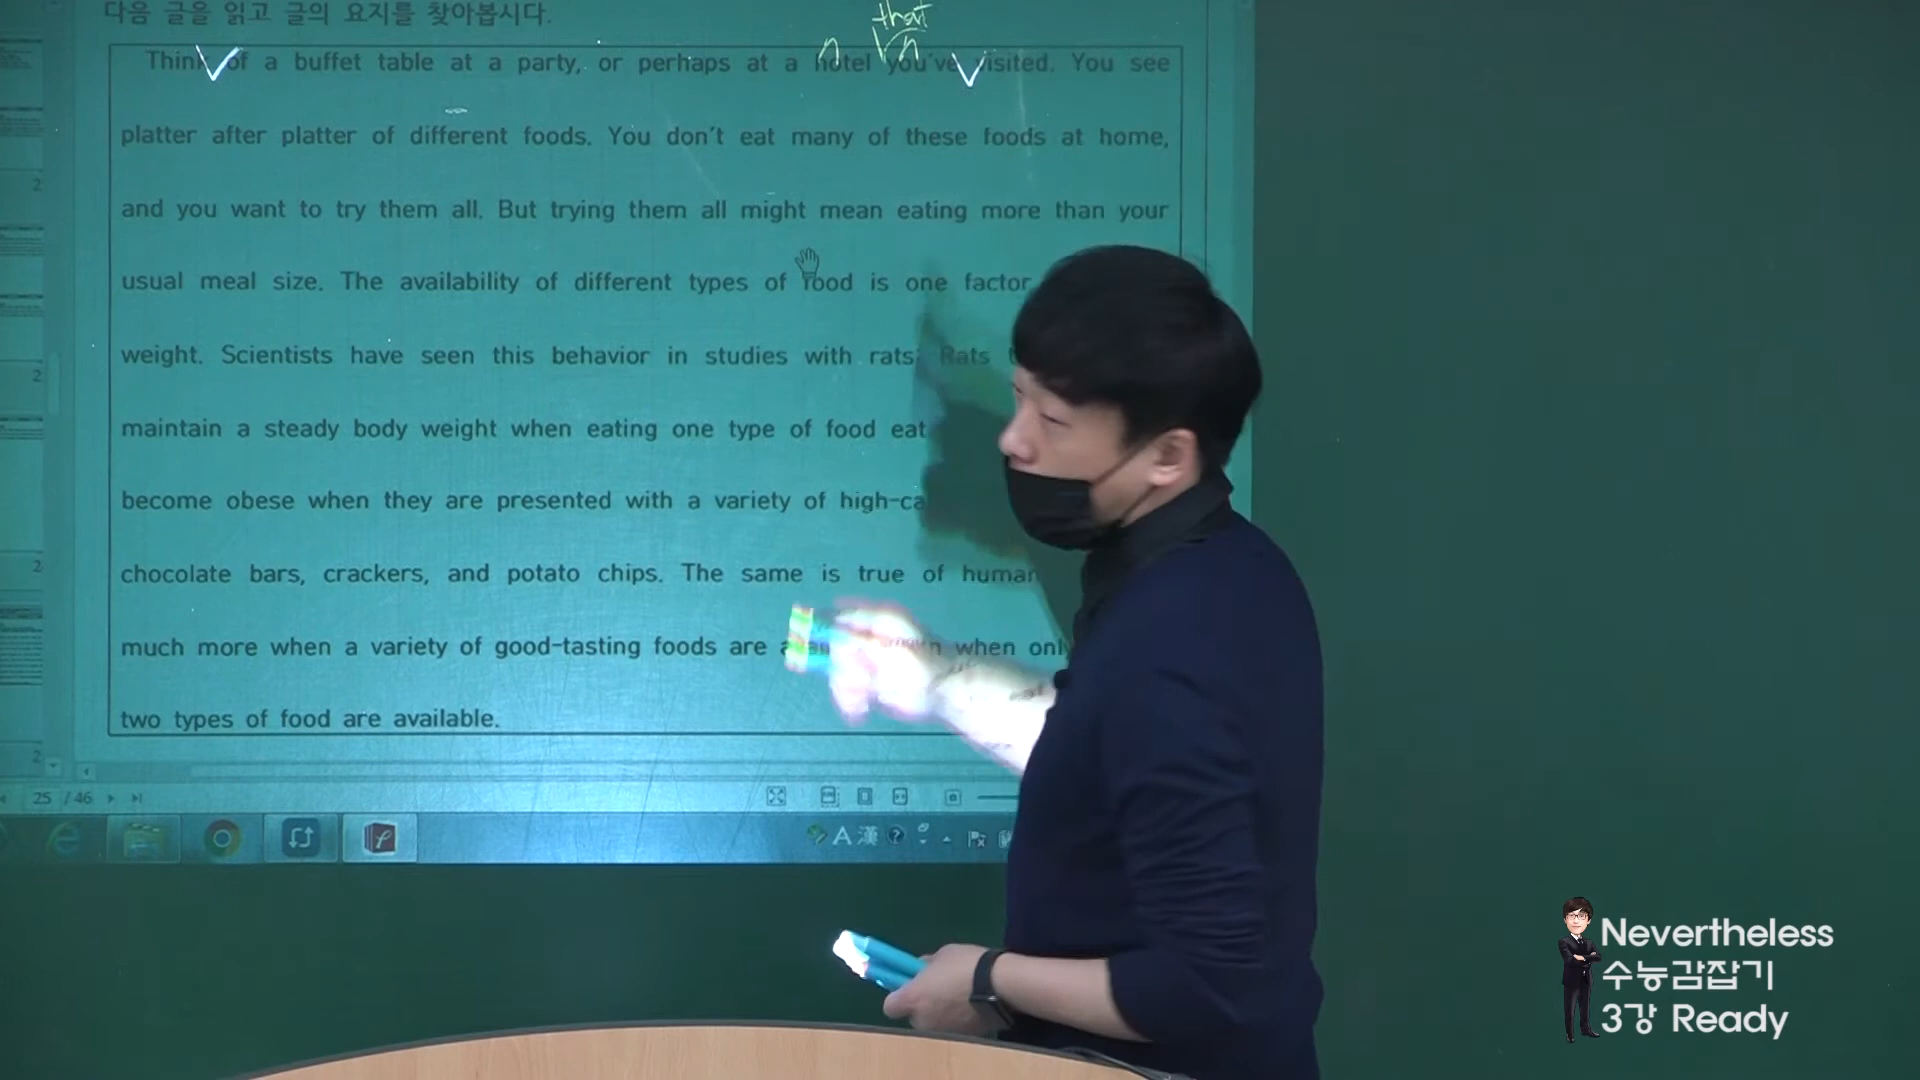 다음 글을 읽고 글의 요지를 찾아봅시다.
that
n
n
Think of a buffet table at a party, or perhaps at a hotel you've visited. You see
platter after platter of different foods. You don't eat many of these foods at home,
and you want to try them all. But trying them all might mean eating more than your
usual meal size. The availability of different types of food is one factor
weight. Scientists have seen this behavior in studies with rats: Rats
maintain a steady body weight when eating one type of food eat
become obese when they are presented with a variety of high-ca
chocolate bars, crackers, and potato chips. The same is true of human
much more when a variety of good-tasting foods are when only
two types of food are available.
25 / 46
A 漢
Nevertheless
수능감잡기
3강 Ready